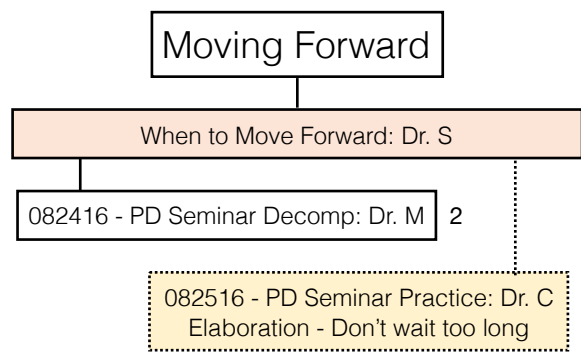 Moving Forward
When to Move Forward: Dr. S
082416 - PD Seminar Decomp: Dr. M 2
082516 - PD Seminar Practice: Dr. C
Elaboration - Don't wait too long